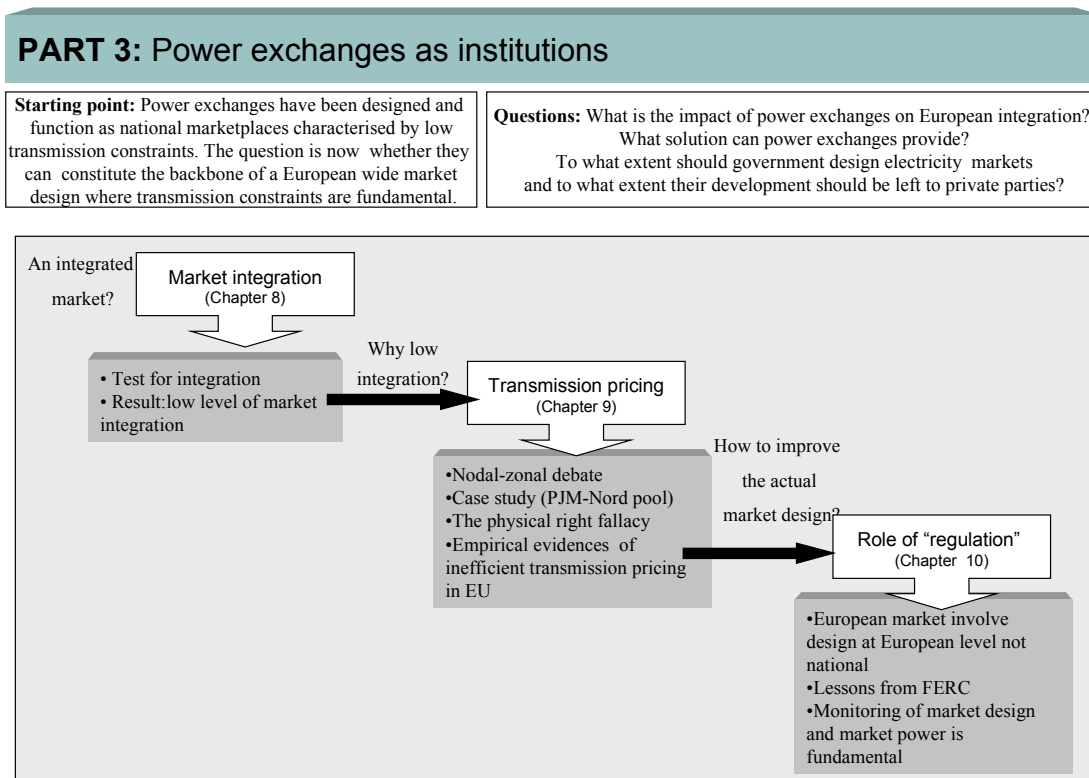 PART 3: Power exchanges as institutions
Starting point: Power exchanges have been designed and
function as national marketplaces characterised by low
transmission constraints. The question is now whether they
can constitute the backbone of a European wide market
design where transmission constraints are fundamental.
Questions: What is the impact of power exchanges on European integration?
What solution can power exchanges provide?
To what extent should government design electricity markets
and to what extent their development should be left to private parties?
An integrated
market?
Market integration
(Chapter 8)
• Test for integration
• Result:low level of market
integration
Why low
integration?
Transmission pricing
(Chapter 9)
•Nodal-zonal debate
•Case study (PJM-Nord pool)
•The physical right fallacy
•Empirical evidences of
inefficient transmission pricing
in EU
How to improve
the actual
market design?
Role of “regulation”
(Chapter 10)
•European market involve
design at European level not
national
•Lessons from FERC
•Monitoring of market design
and market power is
fundamental